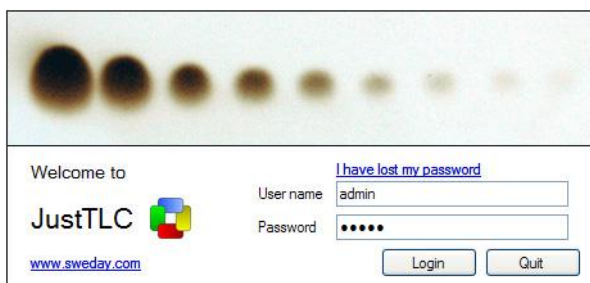 Welcome to
JustTLC
www.sweday.com
I have lost my password
User name admin
Password •••••
Login Quit